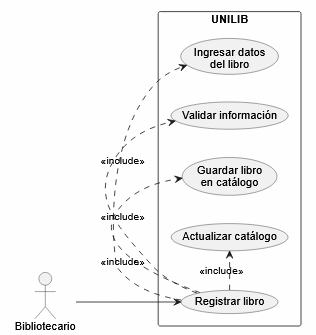 UNILIB
Ingresar datos
del libro
Validar información
«include»
Guardar libro
en catálogo
«include»
Actualizar catálogo
«include»
«include»
Registrar libro
Bibliotecario